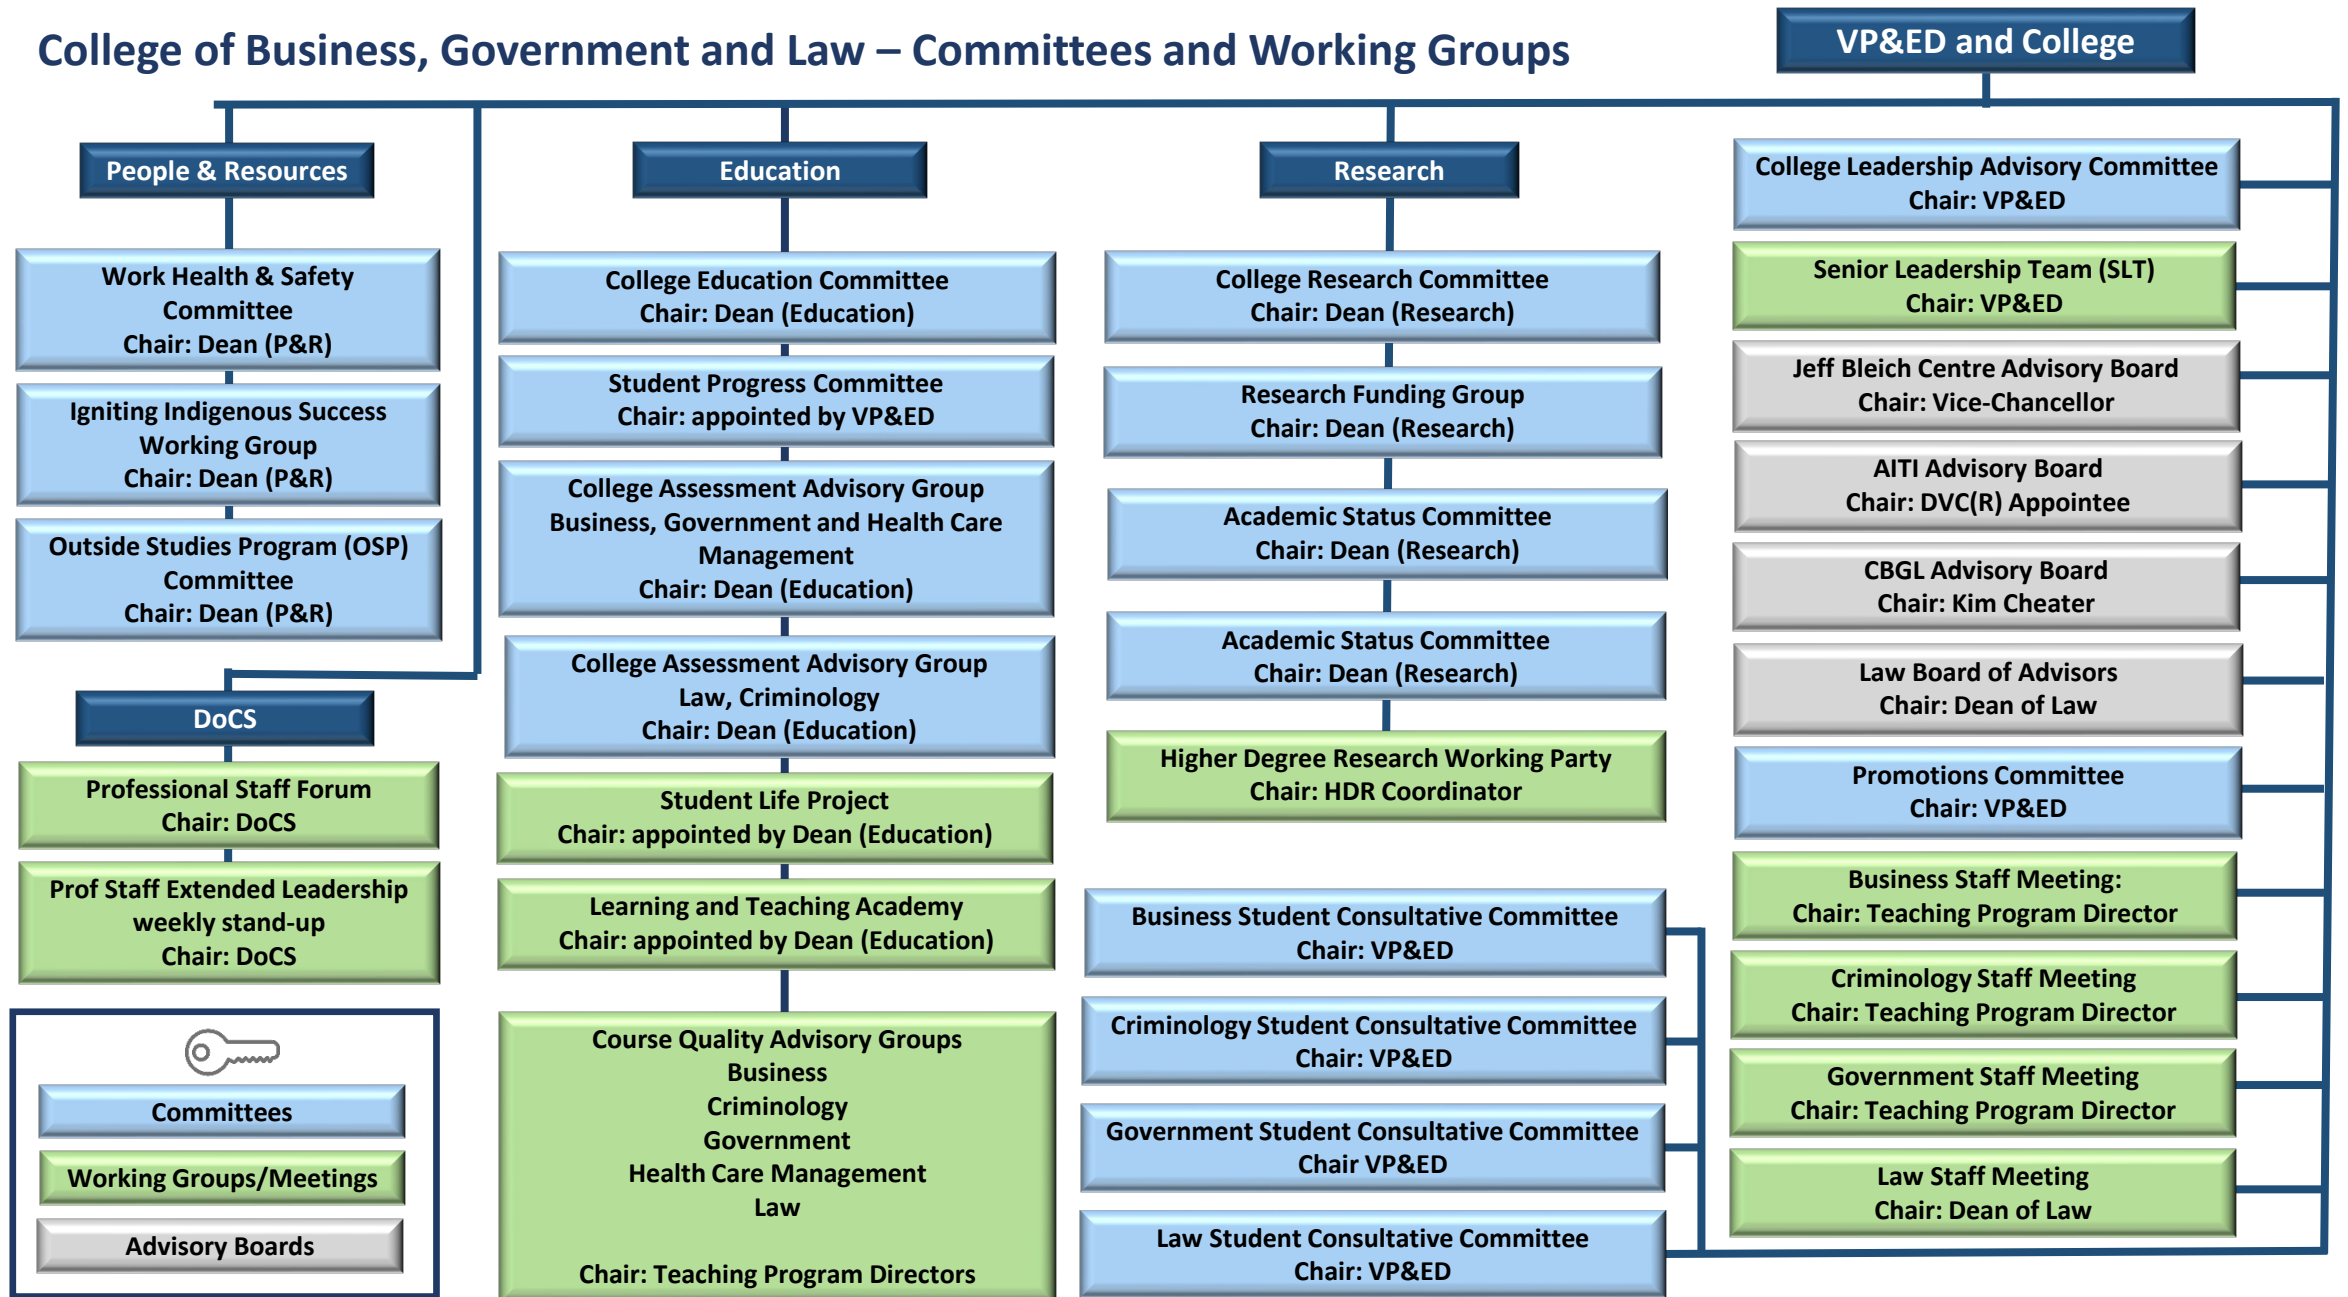 College of Business, Government and Law – Committees and Working Groups
VP&ED and College
People & Resources
Work Health & Safety
Committee
Chair: Dean (P&R)
Igniting Indigenous Success
Working Group
Chair: Dean (P&R)
Outside Studies Program (OSP)
Committee
Chair: Dean (P&R)
DoCS
Professional Staff Forum
Chair: DoCS
Prof Staff Extended Leadership
weekly stand-up
Chair: DoCS
Committees
Working Groups/Meetings
Advisory Boards
Education
College Education Committee
Chair: Dean (Education)
Student Progress Committee
Chair: appointed by VP&ED
College Assessment Advisory Group
Business, Government and Health Care
Management
Chair: Dean (Education)
College Assessment Advisory Group
Law, Criminology
Chair: Dean (Education)
Student Life Project
Chair: appointed by Dean (Education)
Learning and Teaching Academy
Chair: appointed by Dean (Education)
Course Quality Advisory Groups
Business
Criminology
Government
Health Care Management
Law
Chair: Teaching Program Directors
Research
College Research Committee
Chair: Dean (Research)
Research Funding Group
Chair: Dean (Research)
Academic Status Committee
Chair: Dean (Research)
Academic Status Committee
Chair: Dean (Research)
Higher Degree Research Working Party
Chair: HDR Coordinator
Business Student Consultative Committee
Chair: VP&ED
Criminology Student Consultative Committee
Chair: VP&ED
Government Student Consultative Committee
Chair VP&ED
Law Student Consultative Committee
Chair: VP&ED
College Leadership Advisory Committee
Chair: VP&ED
Senior Leadership Team (SLT)
Chair: VP&ED
Jeff Bleich Centre Advisory Board
Chair: Vice-Chancellor
AITI Advisory Board
Chair: DVC(R) Appointee
CBGL Advisory Board
Chair: Kim Cheater
Law Board of Advisors
Chair: Dean of Law
Promotions Committee
Chair: VP&ED
Business Staff Meeting:
Chair: Teaching Program Director
Criminology Staff Meeting
Chair: Teaching Program Director
Government Staff Meeting
Chair: Teaching Program Director
Law Staff Meeting
Chair: Dean of Law